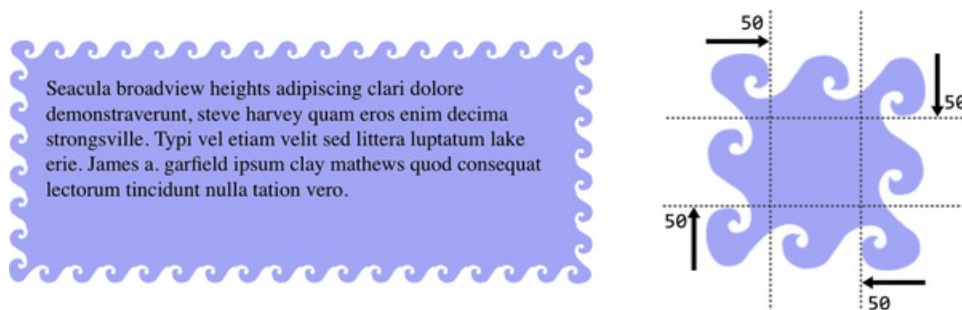 Seacula broadview heights adipiscing clari dolore
demonstraverunt, steve harvey quam eros enim decima
strongsville. Typi vel etiam velit sed littera luptatum lake
erie. James a. garfield ipsum clay mathews quod consequat
lectorum tincidunt nulla tation vero.
50
50
50
50